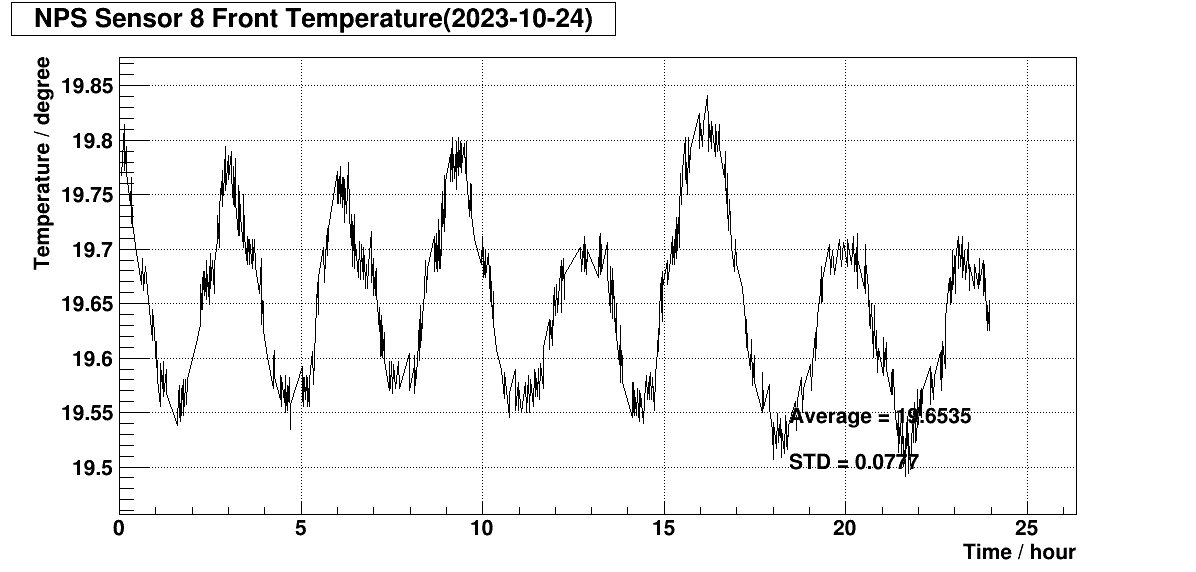 NPS Sensor 8 Front Temperature(2023-10-24)
Temperature / degree
19.85
19.8
19.75
19.7
19.65
19.6
19.55
19.5
Average = 19.6535
STD = 0.0777
0 5 10 15 20 25
Time / hour